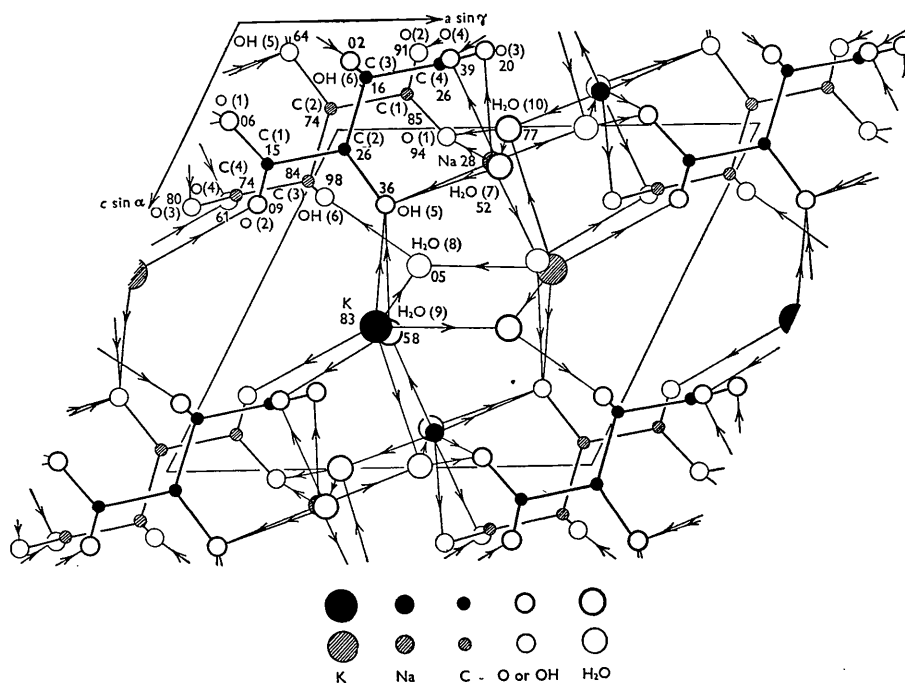 a sin γ
OH (5) 64
02
O (2)
91
O (4)
C (3)
OH (6)
16
39
O (3)
20
C (4)
26
O (1)
06
C (2)
74
C (1)
85
H₂O (10)
77
C (1)
15
C (2)
26
O (1)
94
Na 28
C (4)
74
84
C (3)
98
H₂O (7)
52
c sin α
80
O (3)
O (4)
61
09
O (2)
OH (6)
36
OH (5)
H₂O (8)
05
K
83
H₂O (9)
58
K Na C - O or OH H₂O